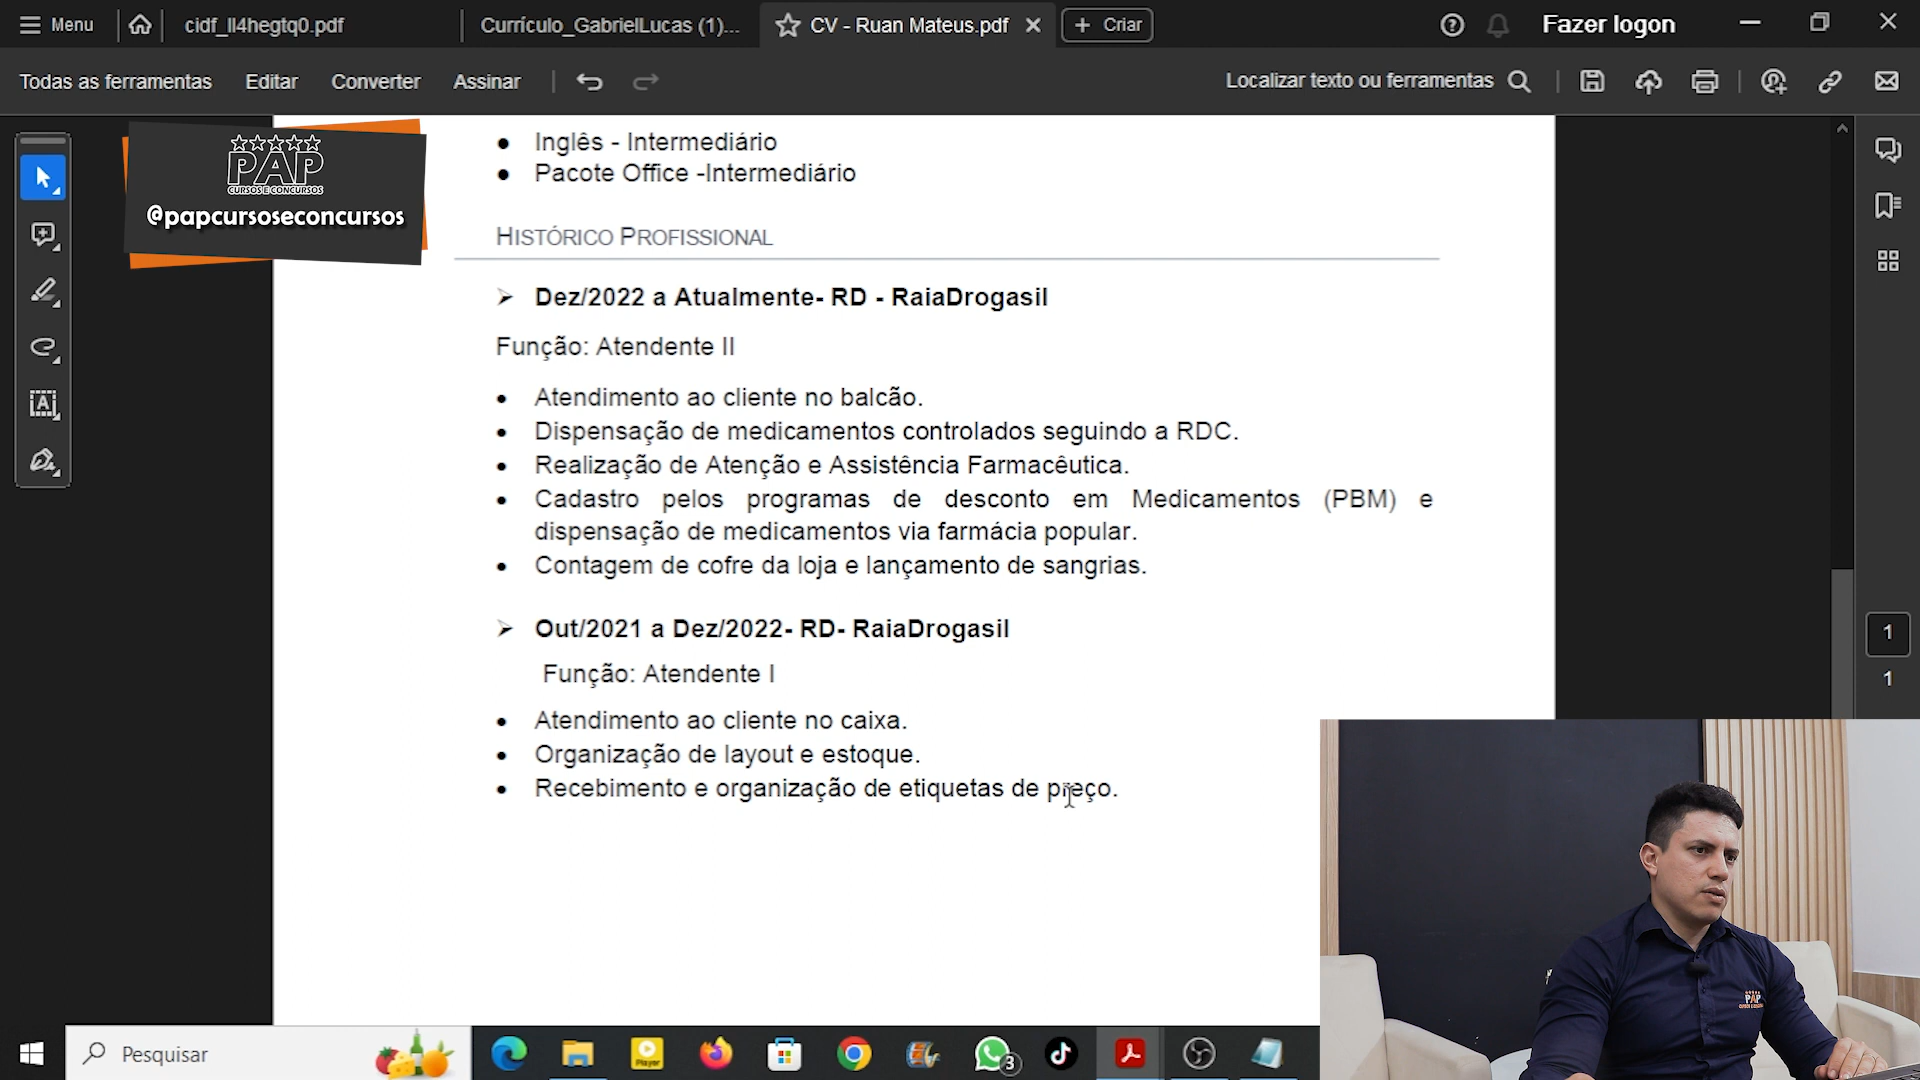 Menu
cidf_ll4hegtq0.pdf
Currículo_GabrielLucas (1)...
CV - Ruan Mateus.pdf
Criar
Fazer logon
Todas as ferramentas
Editar
Converter
Assinar
Localizar texto ou ferramentas
PAP
CURSOS E CONCURSOS
@papcursoseconcursos
Inglês - Intermediário
Pacote Office -Intermediário
HISTÓRICO PROFISSIONAL
Dez/2022 a Atualmente- RD - RaiaDrogasil
Função: Atendente II
Atendimento ao cliente no balcão.
Dispensação de medicamentos controlados seguindo a RDC.
Realização de Atenção e Assistência Farmacêutica.
Cadastro pelos programas de desconto em Medicamentos (PBM) e
dispensação de medicamentos via farmácia popular.
Contagem de cofre da loja e lançamento de sangrias.
Out/2021 a Dez/2022- RD- RaiaDrogasil
Função: Atendente I
Atendimento ao cliente no caixa.
Organização de layout e estoque.
Recebimento e organização de etiquetas de preço.
1
1
PAP
Pesquisar
Player
3